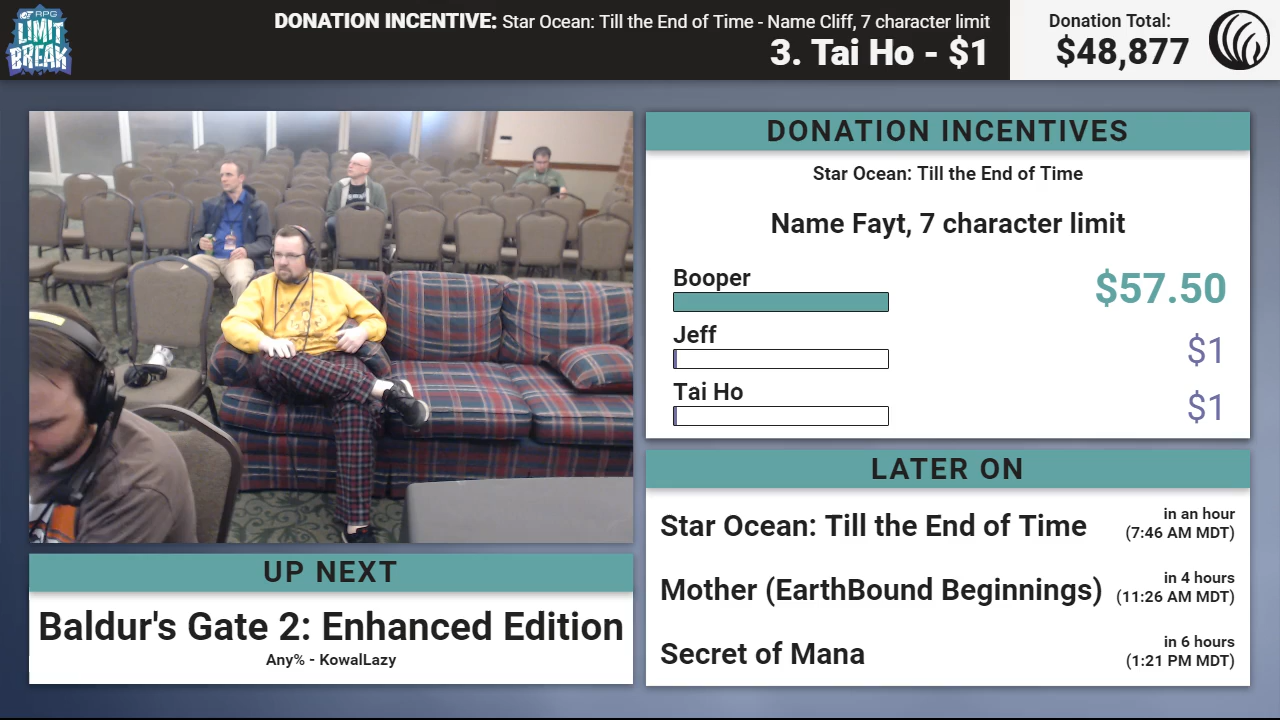 RPG
LIMIT
BREAK
DONATION INCENTIVE: Star Ocean: Till the End of Time - Name Cliff, 7 character limit
3. Tai Ho - $1
Donation Total:
$48,877
DONATION INCENTIVES
Star Ocean: Till the End of Time
Name Fayt, 7 character limit
Booper
$57.50
Jeff
$1
Tai Ho
$1
UP NEXT
Baldur's Gate 2: Enhanced Edition
Any% - KowalLazy
LATER ON
Star Ocean: Till the End of Time
in an hour
(7:46 AM MDT)
Mother (EarthBound Beginnings)
in 4 hours
(11:26 AM MDT)
Secret of Mana
in 6 hours
(1:21 PM MDT)